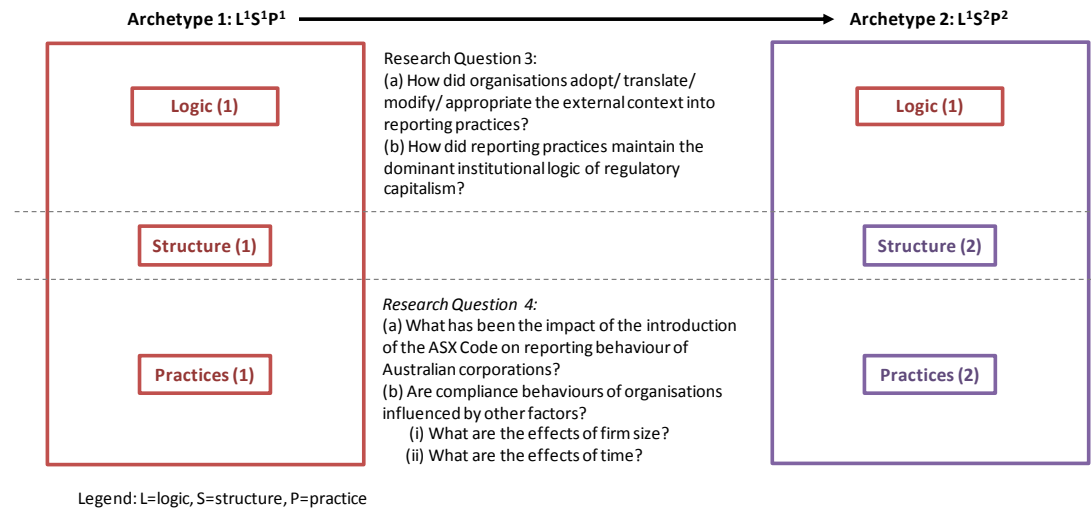 Archetype 1: L¹S¹P¹
Archetype 2: L¹S²P²
Logic (1)
Structure (1)
Practices (1)
Research Question 3:
(a) How did organisations adopt/ translate/
modify/ appropriate the external context into
reporting practices?
(b) How did reporting practices maintain the
dominant institutional logic of regulatory
capitalism?
Research Question 4:
(a) What has been the impact of the introduction
of the ASX Code on reporting behaviour of
Australian corporations?
(b) Are compliance behaviours of organisations
influenced by other factors?
(i) What are the effects of firm size?
(ii) What are the effects of time?
Logic (1)
Structure (2)
Practices (2)
Legend: L=logic, S=structure, P=practice